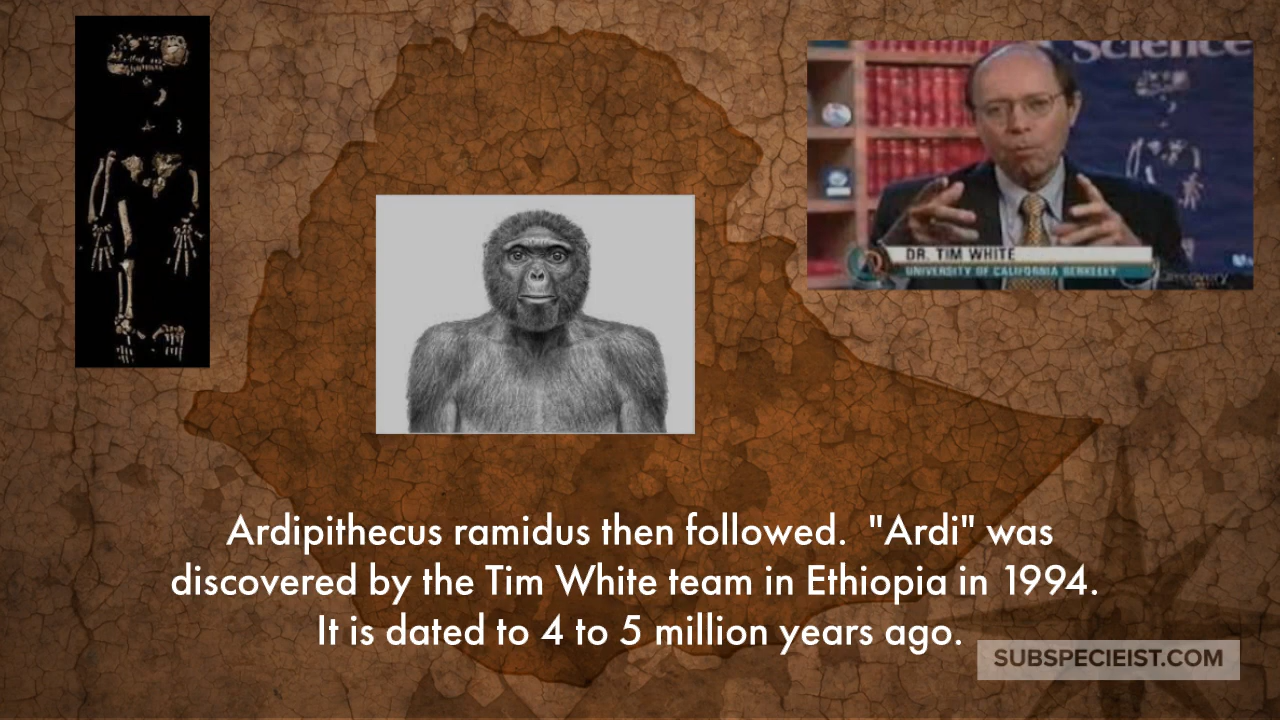 Science
DR. TIM WHITE
UNIVERSITY OF CALIFORNIA BERKELEY
Discovery
Ardipithecus ramidus then followed.  "Ardi" was
discovered by the Tim White team in Ethiopia in 1994.
It is dated to 4 to 5 million years ago.
SUBSPECIEIST.COM